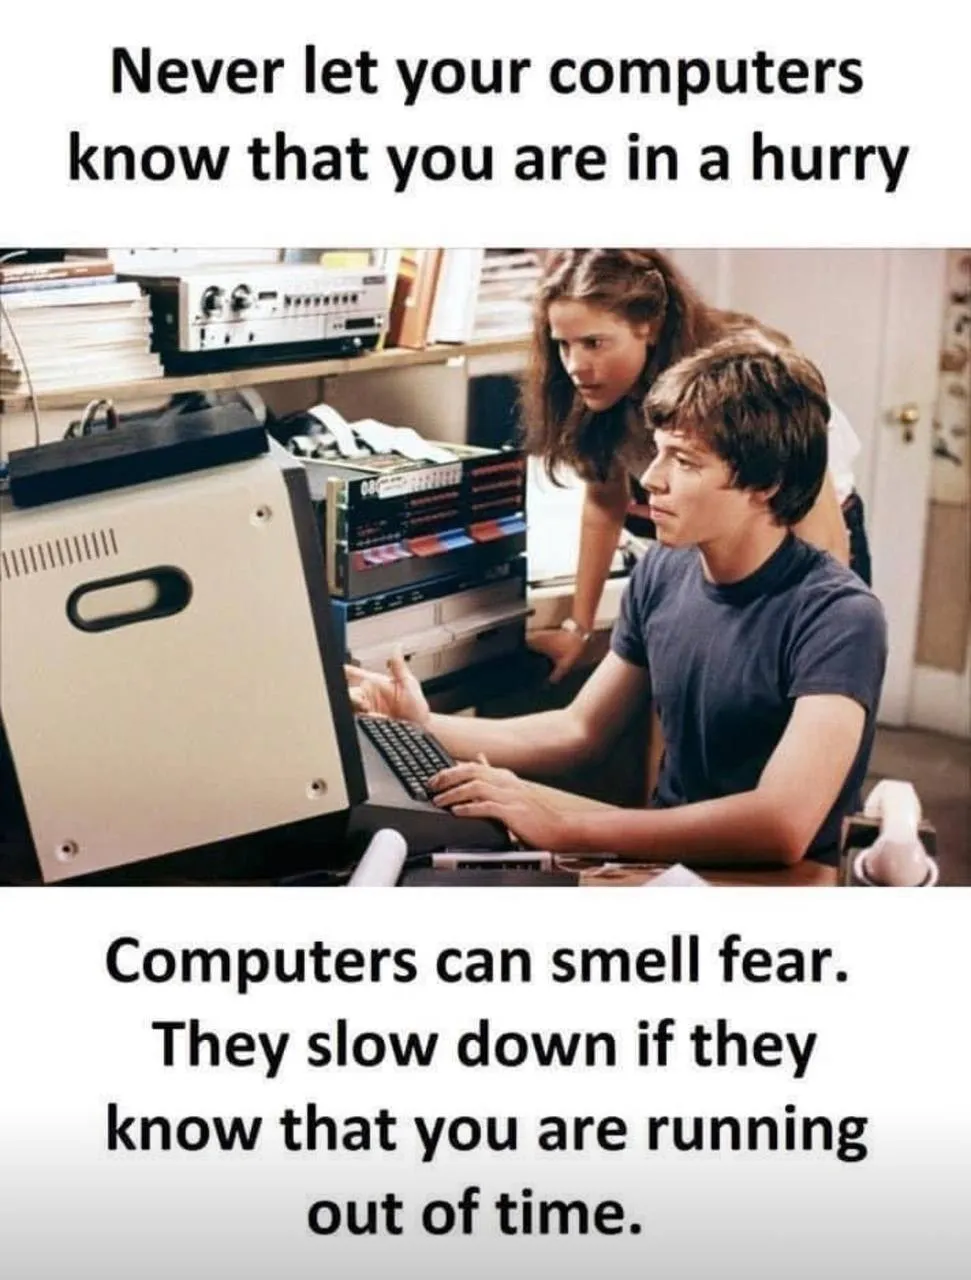 Never let your computers
know that you are in a hurry
Computers can smell fear.
They slow down if they
know that you are running
out of time.